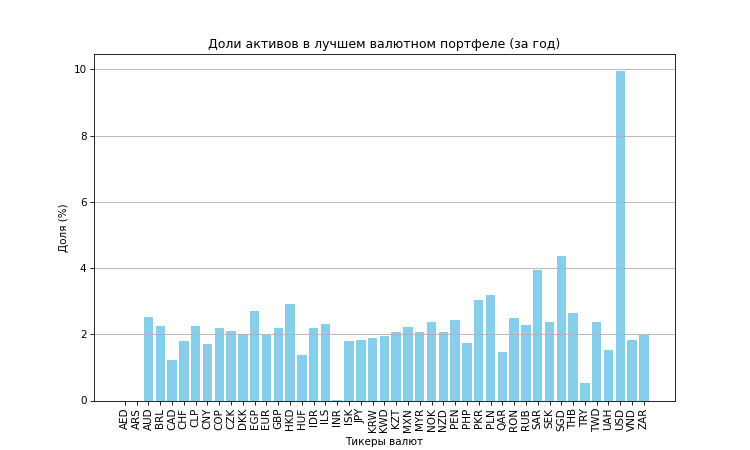 Доли активов в лучшем валютном портфеле (за год)
Доля (%)
10
8
6
4
2
0
AED ARS AUD BRL CAD CHF CLP CNY COP CZK DKK EGP EUR GBP HKD HUF IDR ILS INR ISK JPY KRW KWD KZT MXN MYR NOK NZD PEN PHP PKR PLN QAR RON RUB SAR SEK SGD THB TRY TWD UAH USD VND ZAR
Тикеры валют